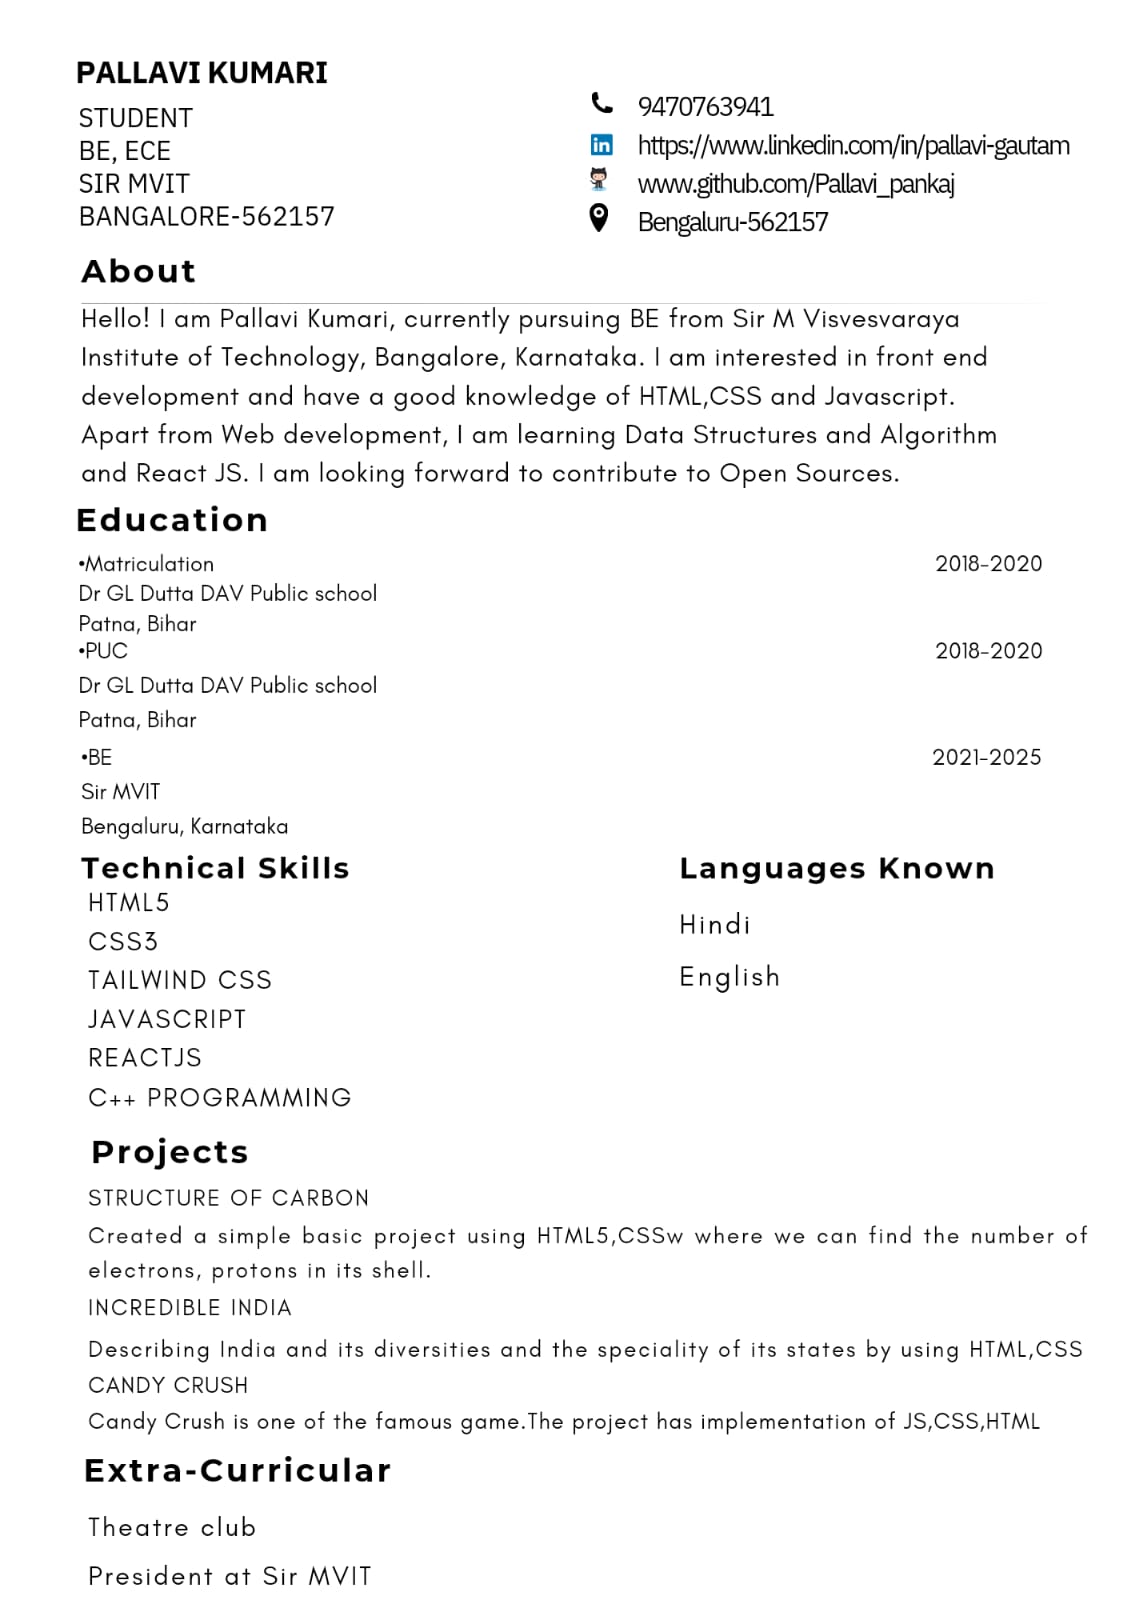 PALLAVI KUMARI
STUDENT
BE, ECE
SIR MVIT
BANGALORE-562157
9470763941
https://www.linkedin.com/in/pallavi-gautam
www.github.com/Pallavi_pankaj
Bengaluru-562157
About
Hello! I am Pallavi Kumari, currently pursuing BE from Sir M Visvesvaraya
Institute of Technology, Bangalore, Karnataka. I am interested in front end
development and have a good knowledge of HTML,CSS and Javascript.
Apart from Web development, I am learning Data Structures and Algorithm
and React JS. I am looking forward to contribute to Open Sources.
Education
•Matriculation 2018-2020
Dr GL Dutta DAV Public school
Patna, Bihar
•PUC 2018-2020
Dr GL Dutta DAV Public school
Patna, Bihar
•BE 2021-2025
Sir MVIT
Bengaluru, Karnataka
Technical Skills
HTML5
CSS3
TAILWIND CSS
JAVASCRIPT
REACTJS
C++ PROGRAMMING
Languages Known
Hindi
English
Projects
STRUCTURE OF CARBON
Created a simple basic project using HTML5,CSSw where we can find the number of
electrons, protons in its shell.
INCREDIBLE INDIA
Describing India and its diversities and the speciality of its states by using HTML,CSS
CANDY CRUSH
Candy Crush is one of the famous game.The project has implementation of JS,CSS,HTML
Extra-Curricular
Theatre club
President at Sir MVIT